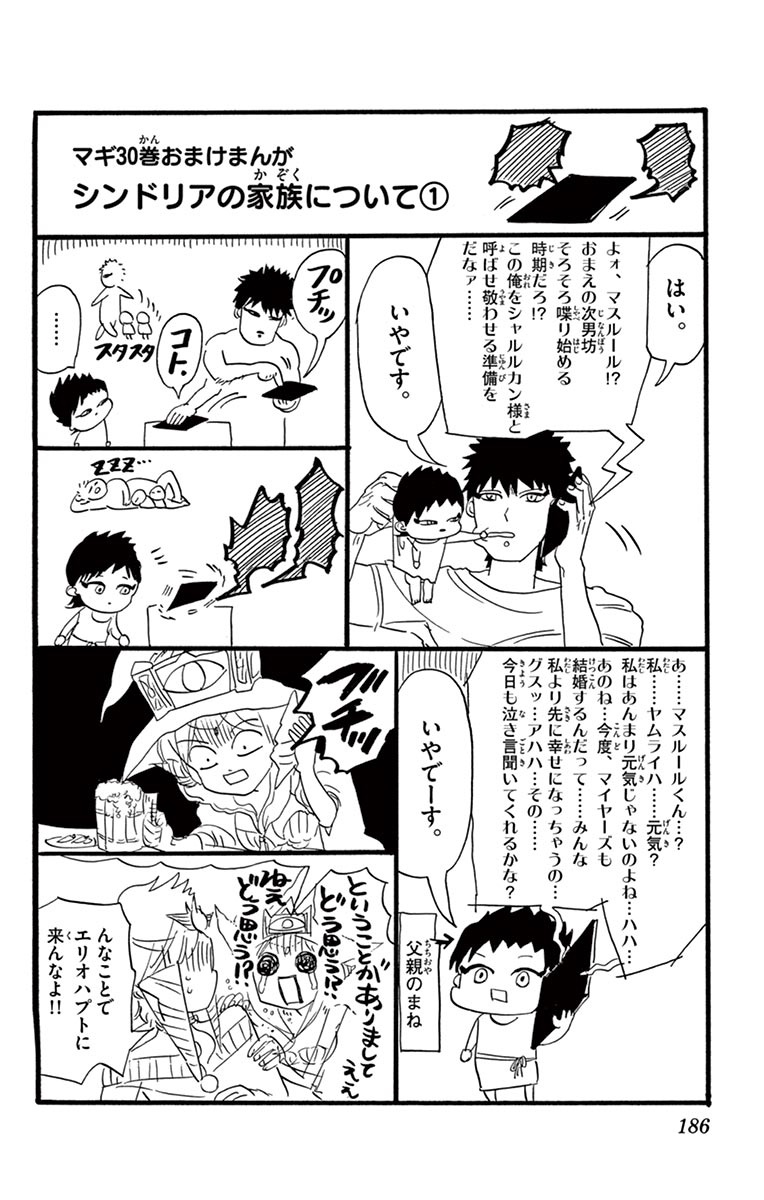 マギ30巻おまけまんが
シンドリアの家族について①
はい。
よォ、マスルール!?
おまえの次男坊
そろそろ喋り始める
時期だろ!?
この俺をシャルルカン様と
呼ばせ敬わせる準備を
だなァ……
いやです。
プチッ
コト、
スタスタ
……
ZZZ…
あ……マスルールくん…?
私……ヤムライハ……元気?
私はあんまり元気じゃないのよね…ハハ…
あのね…今度、マイヤーズも
結婚するんだって……みんな
私より先に幸せになっちゃうの…
グスッ…アハハ…その……
今日も泣き言聞いてくれるかな?
いやでーす。
父親のまね
ブチッ
ということがありまして
どう思う!?
ねえ
どう思う!?
ええ
んなことで
エリオハプトに
来んなよ!!
186